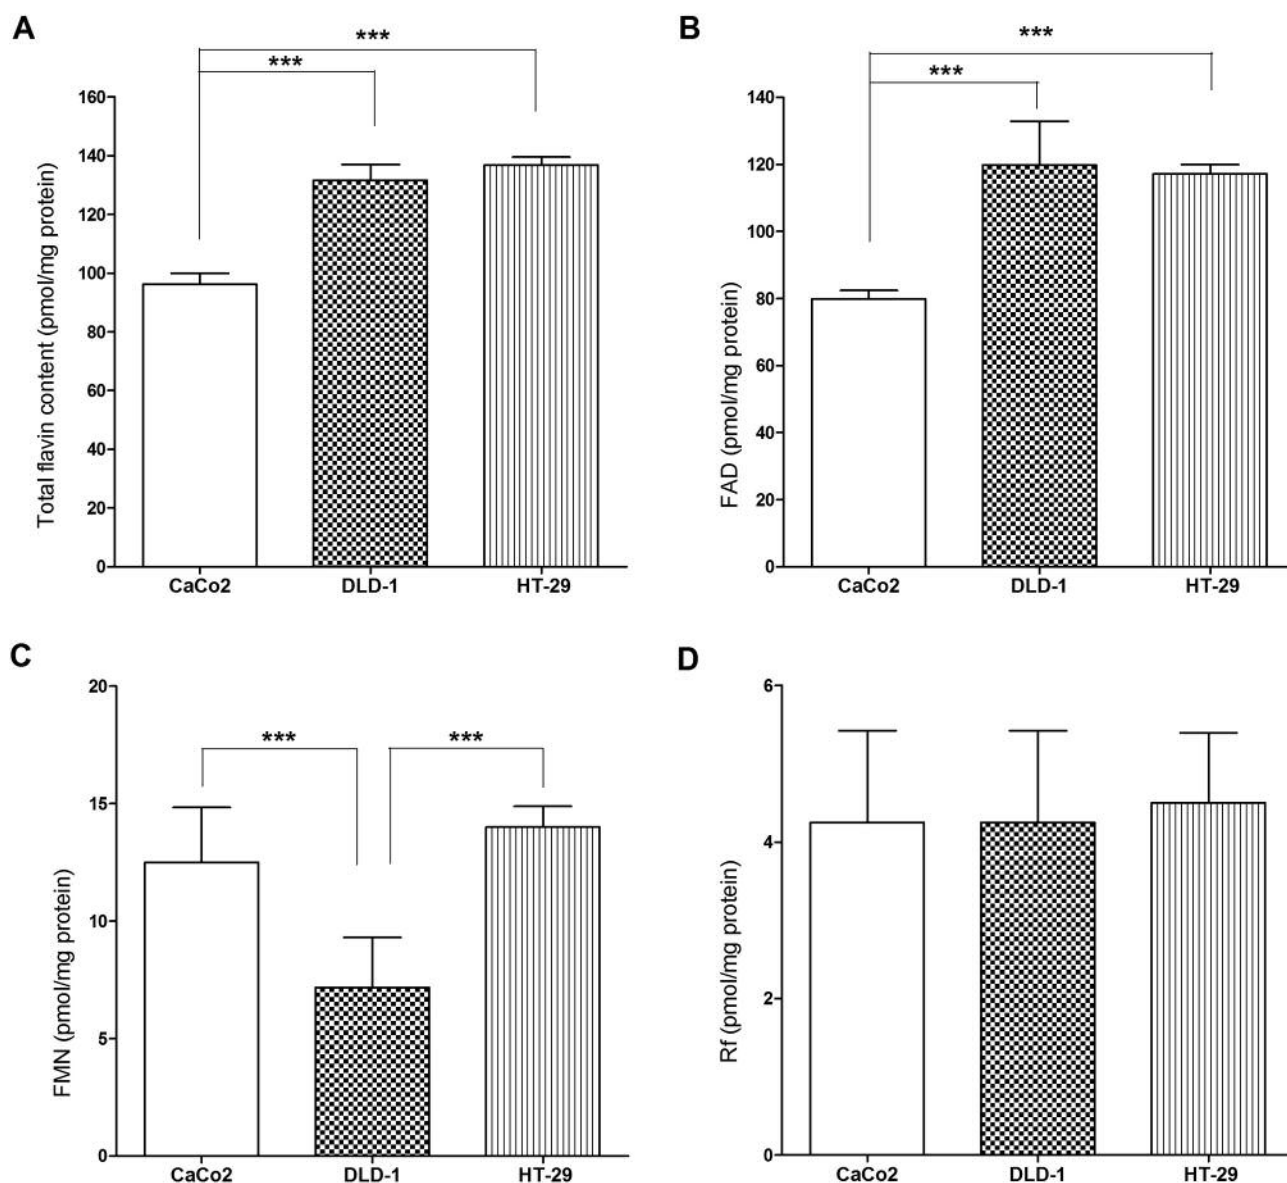 A
***
***
Total flavin content (pmol/mg protein)
160
140
120
100
80
60
40
20
0
CaCo2 DLD-1 HT-29
B
***
***
FAD (pmol/mg protein)
140
120
100
80
60
40
20
0
CaCo2 DLD-1 HT-29
C
***
***
FMN (pmol/mg protein)
20
15
10
5
0
CaCo2 DLD-1 HT-29
D
Rf (pmol/mg protein)
6
4
2
0
CaCo2 DLD-1 HT-29